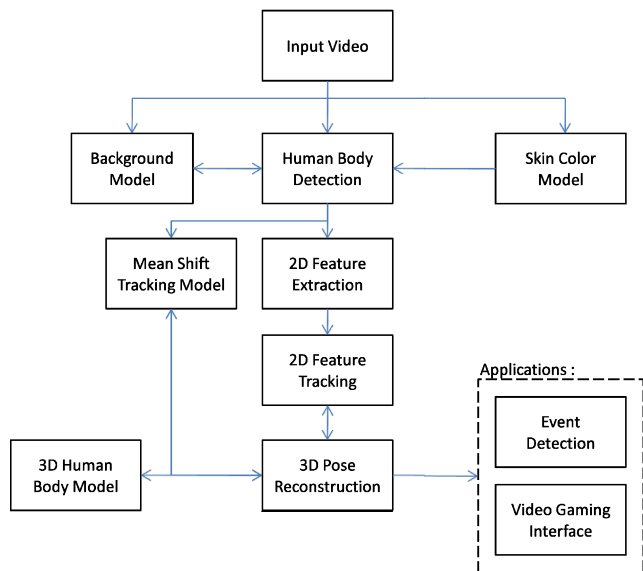 Input Video
Background
Model
Human Body
Detection
Skin Color
Model
Mean Shift
Tracking Model
2D Feature
Extraction
2D Feature
Tracking
Applications :
Event
Detection
3D Human
Body Model
3D Pose
Reconstruction
Video Gaming
Interface